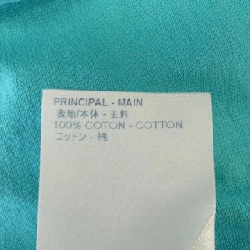 PRINCIPAL - MAIN
表地/本体 - 主料
100% COTON - COTTON
コットン - 棉